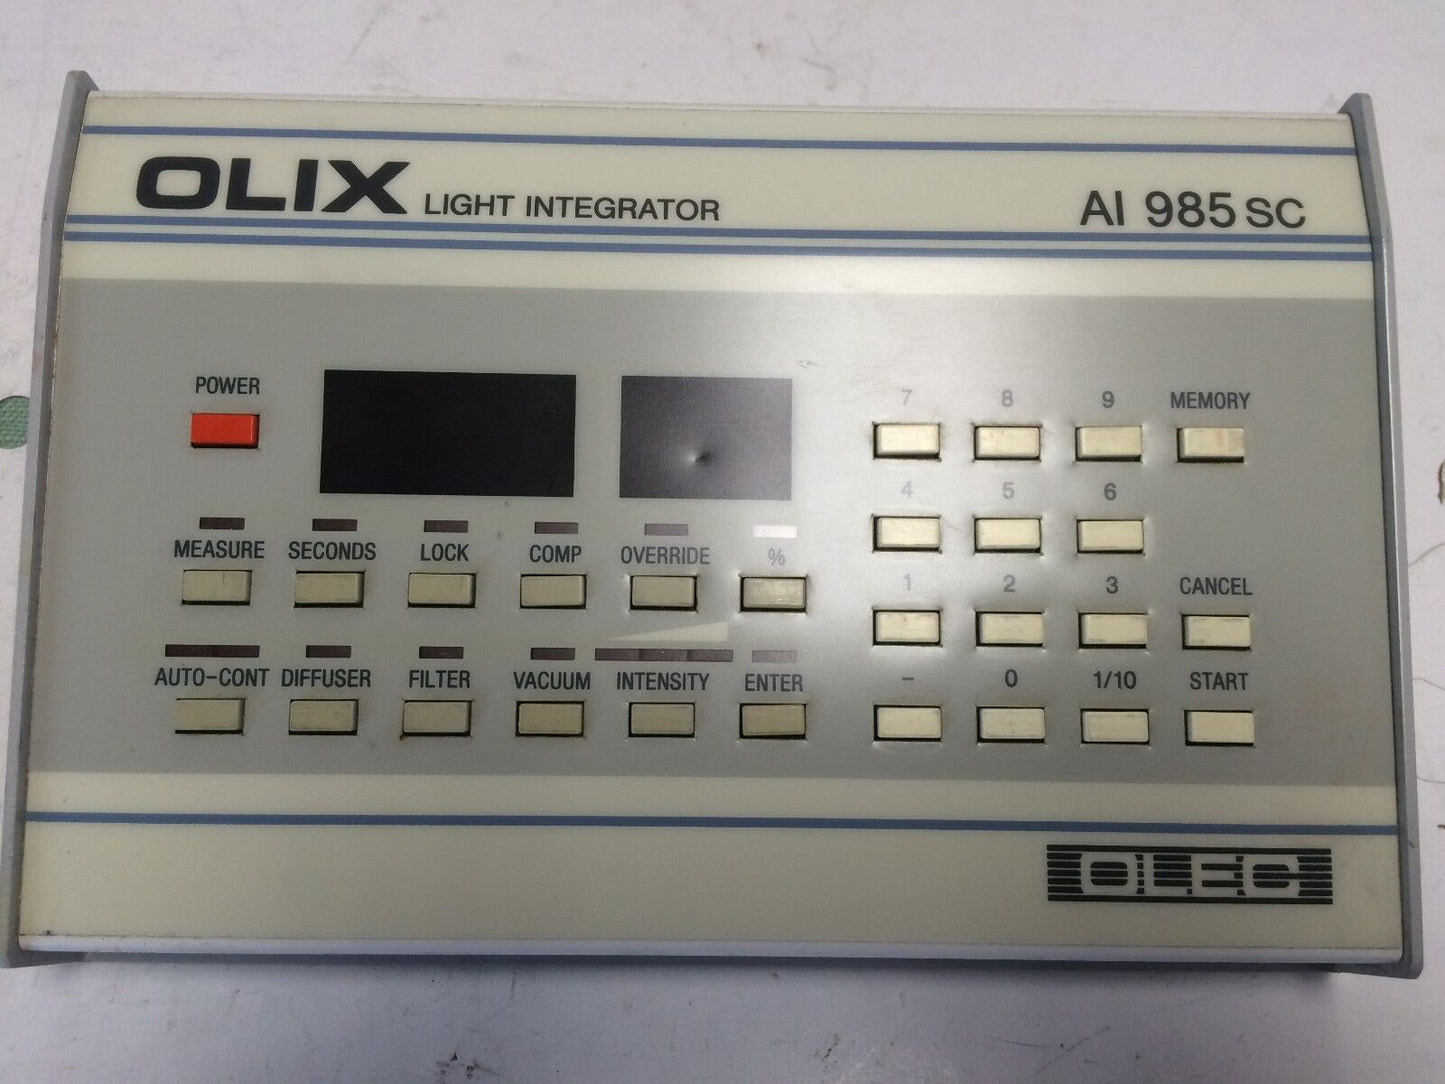 OLIX LIGHT INTEGRATOR AI 985 SC
POWER
7 8 9 MEMORY
4 5 6
MEASURE SECONDS LOCK COMP OVERRIDE %
1 2 3 CANCEL
AUTO-CONT DIFFUSER FILTER VACUUM INTENSITY ENTER
- 0 1/10 START
OLEC